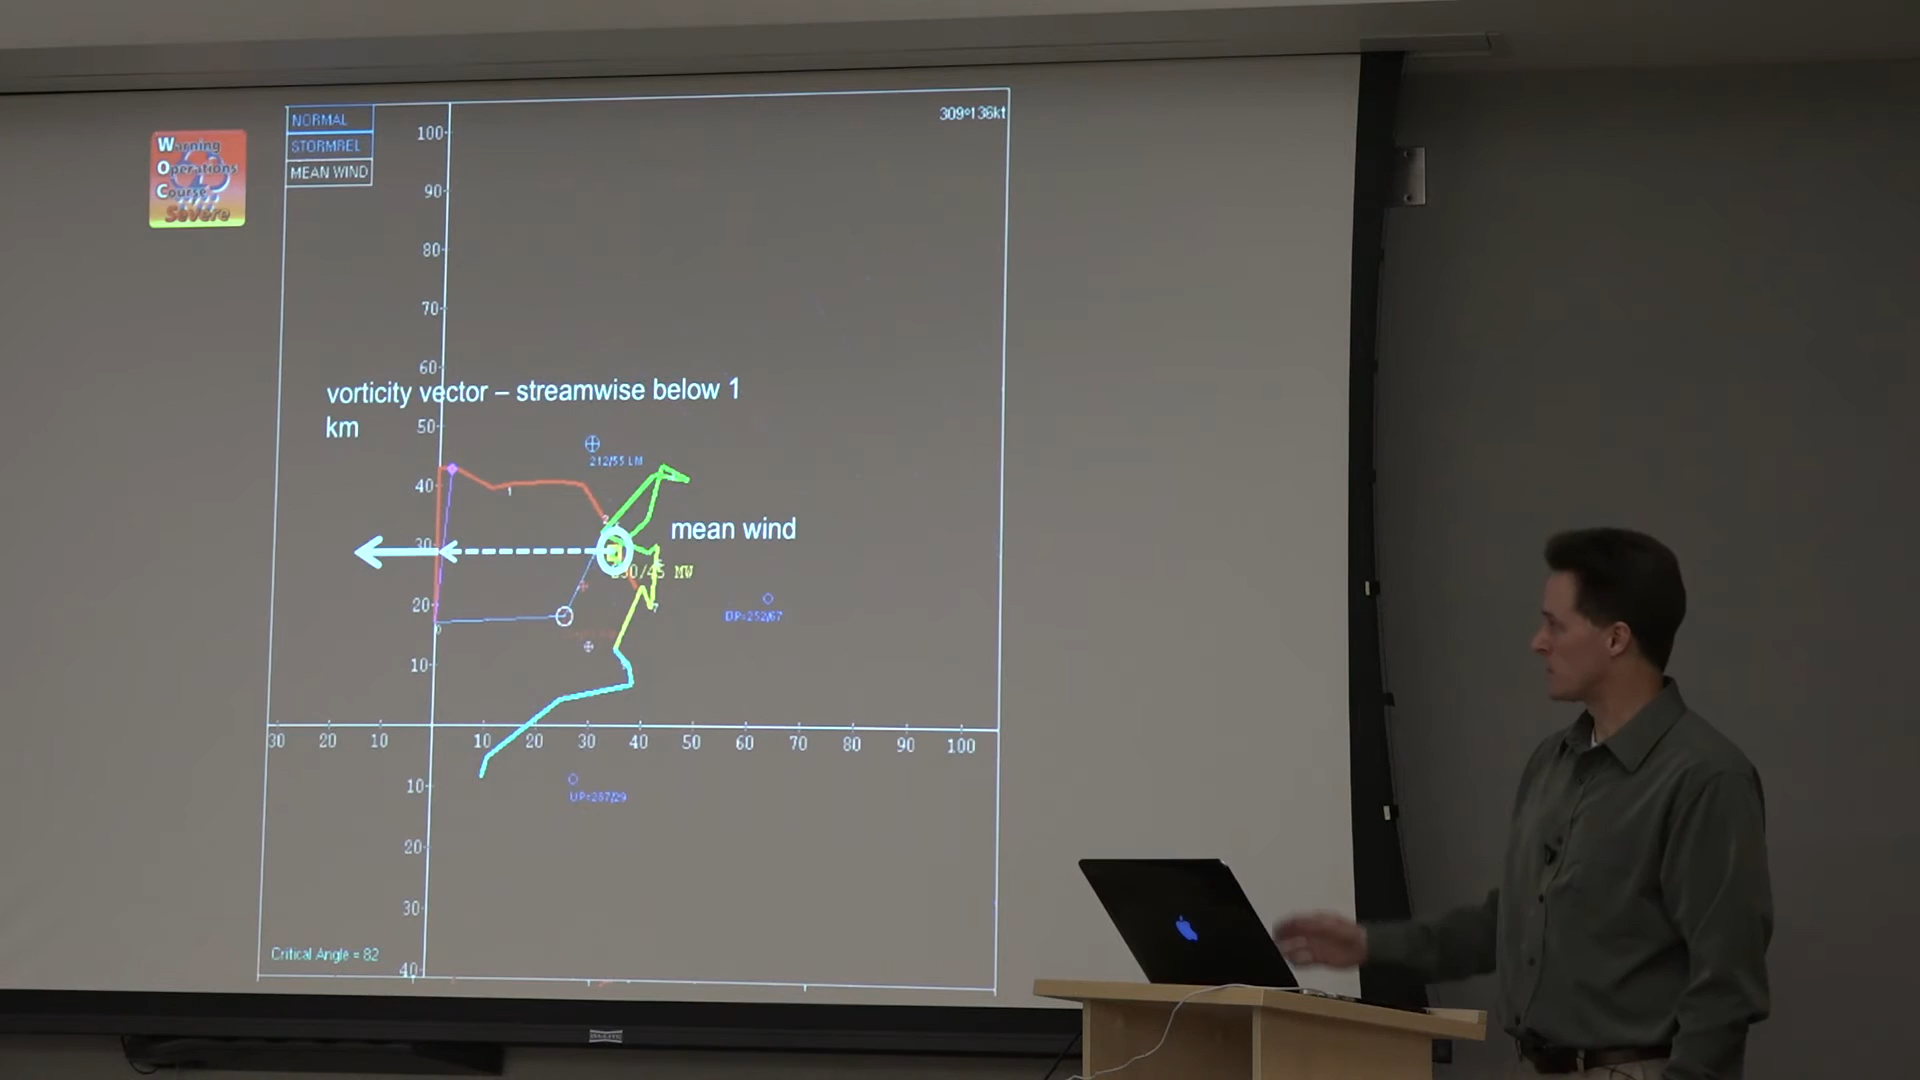 Warning
Operations
Course
Severe
NORMAL
STORMREL
MEAN WIND
309°136kt
100
90
80
70
60
vorticity vector – streamwise below 1
km
50
212/55 LM
40
1
mean wind
30
MW
20
7
DP=252/67
0
10
30 20 10 10 20 30 40 50 60 70 80 90 100
10
UP=287/29
20
30
Critical Angle = 82
40